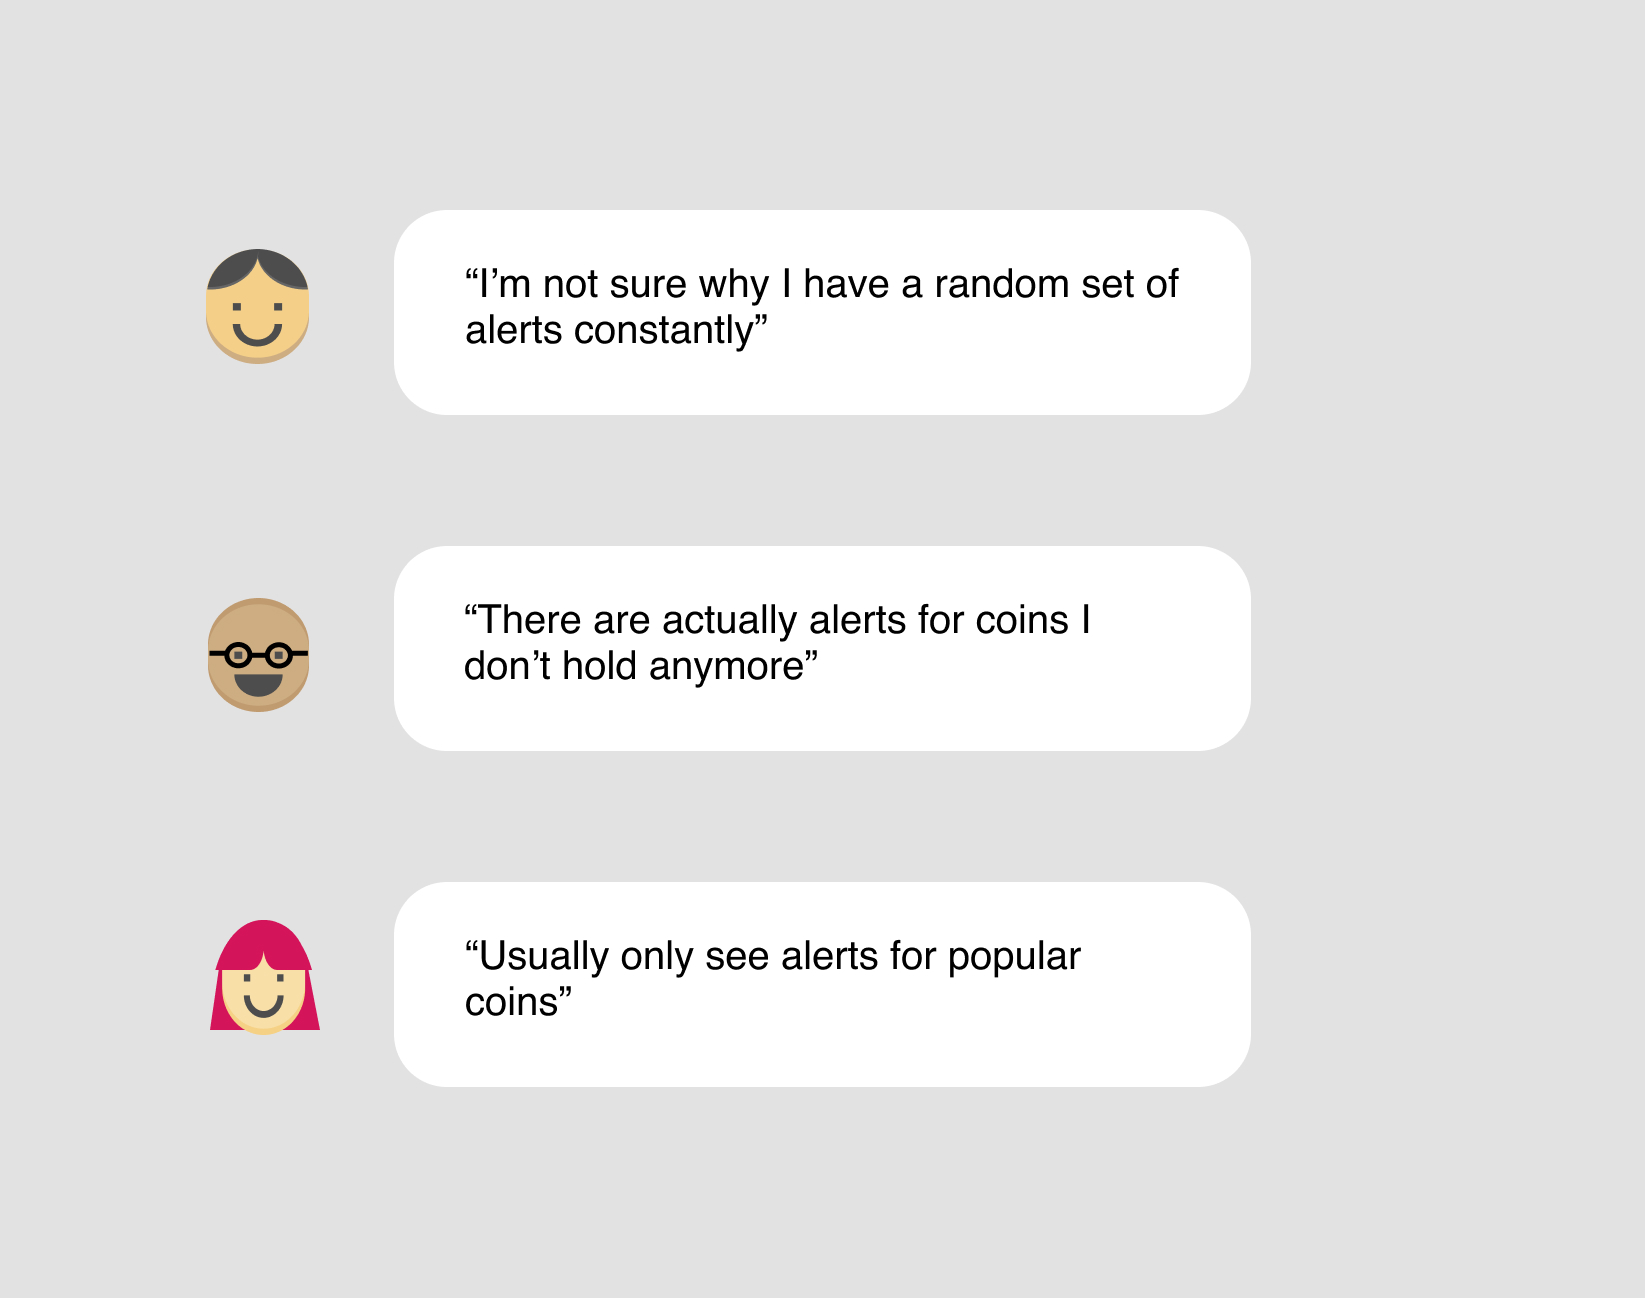 “I’m not sure why I have a random set of
alerts constantly”
“There are actually alerts for coins I
don’t hold anymore”
“Usually only see alerts for popular
coins”